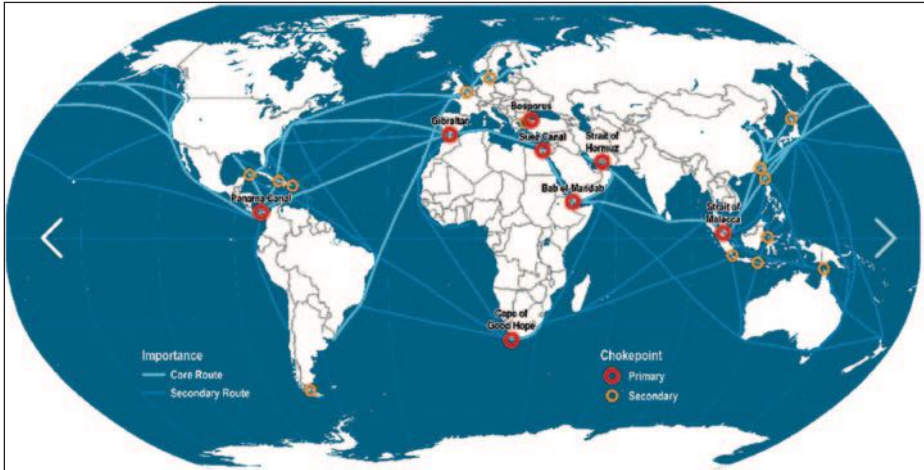 Bosporus
Gibraltar
Suez Canal
Strait of
Hormuz
Bab el-Mandab
Panama Canal
Strait of
Malacca
Cape of
Good Hope
Importance
Core Route
Secondary Route
Chokepoint
Primary
Secondary